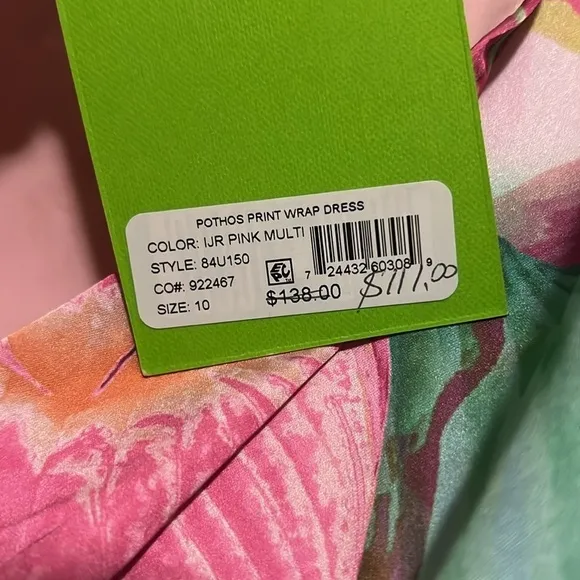 POTHOS PRINT WRAP DRESS
COLOR: IJR PINK MULTI
STYLE: 84U150
CO#: 922467
SIZE: 10
7 24432 60308 9
$138.00 $111.00